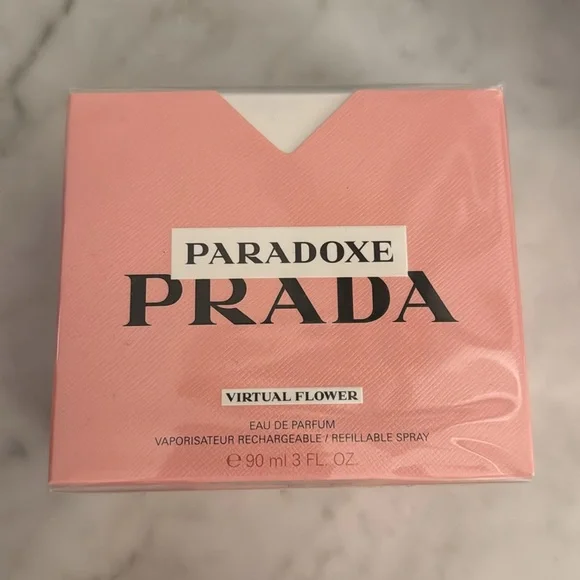 PARADOXE
PRADA
VIRTUAL FLOWER
EAU DE PARFUM
VAPORISATEUR RECHARGEABLE / REFILLABLE SPRAY
℮ 90 ml 3 FL. OZ.